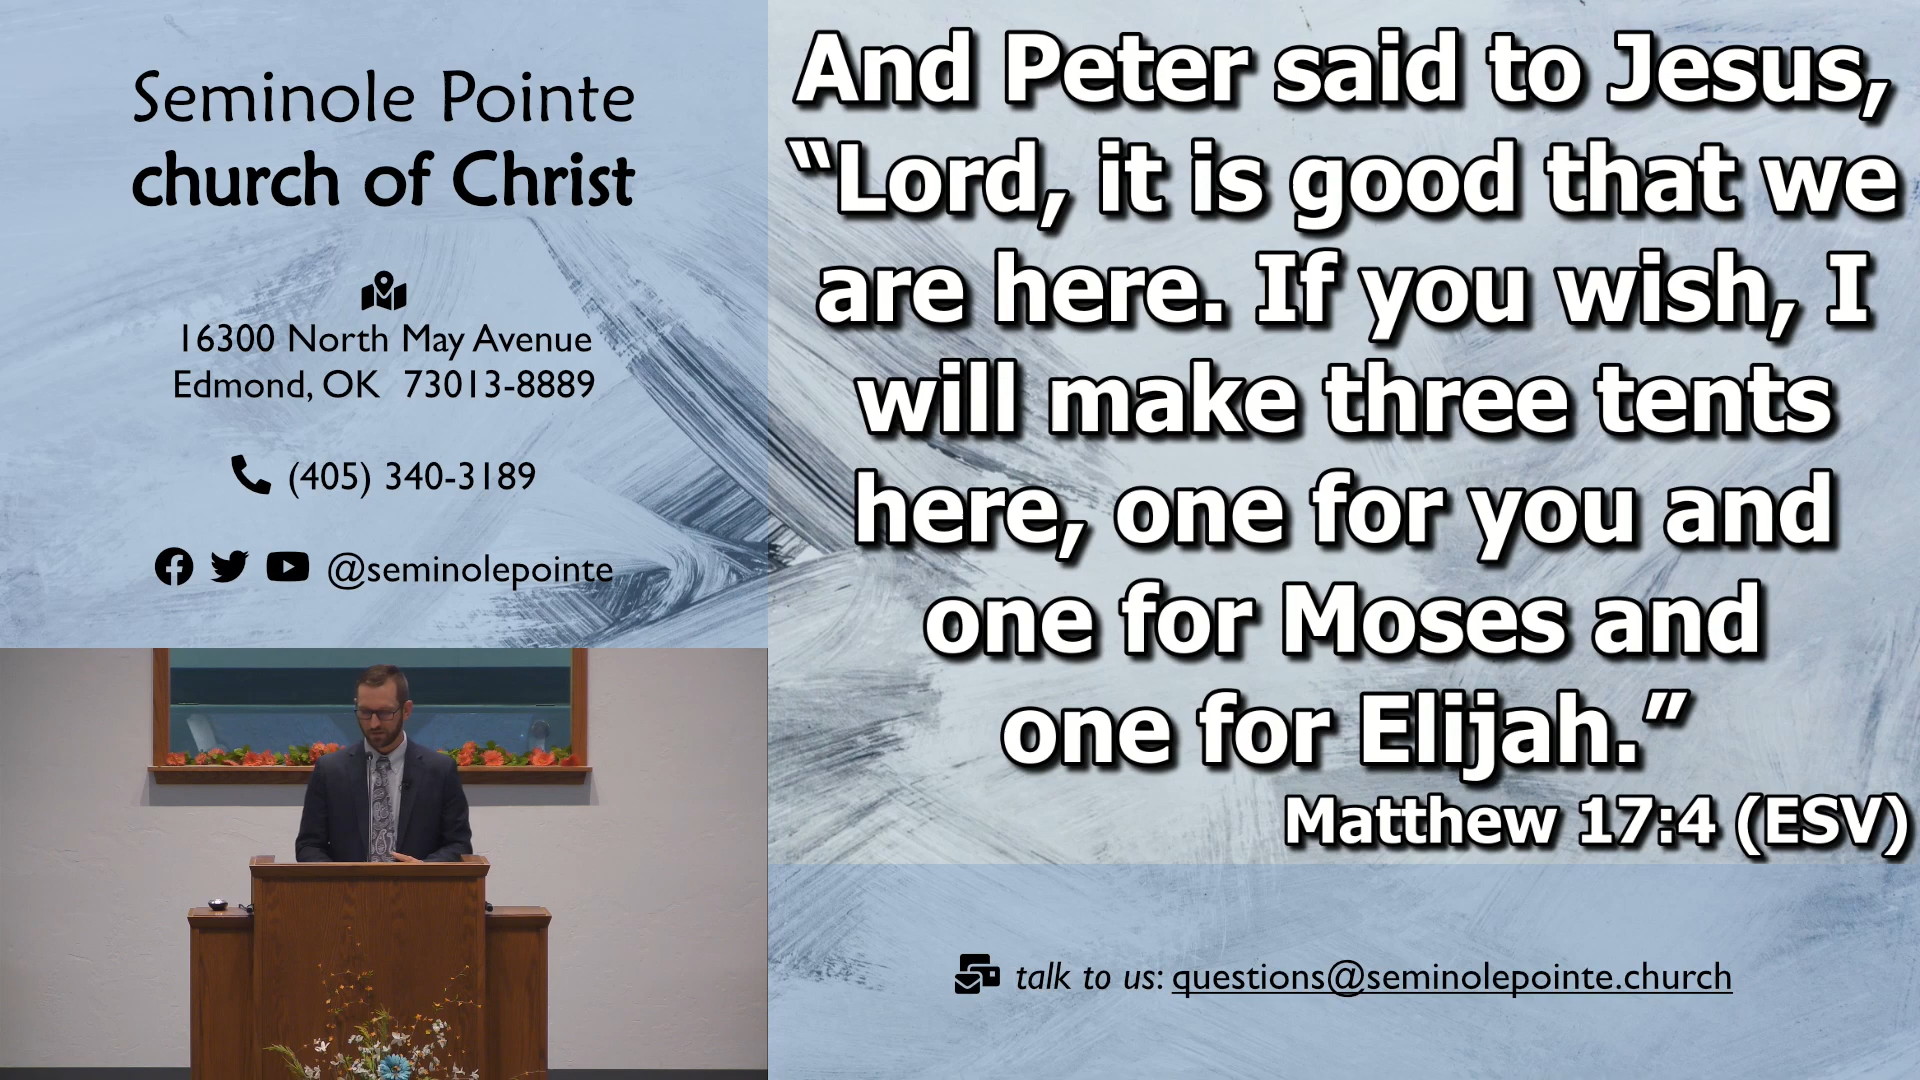 Seminole Pointe
church of Christ
16300 North May Avenue
Edmond, OK 73013-8889
(405) 340-3189
@seminolepointe
And Peter said to Jesus,
“Lord, it is good that we
are here. If you wish, I
will make three tents
here, one for you and
one for Moses and
one for Elijah.”
Matthew 17:4 (ESV)
talk to us: questions@seminolepointe.church